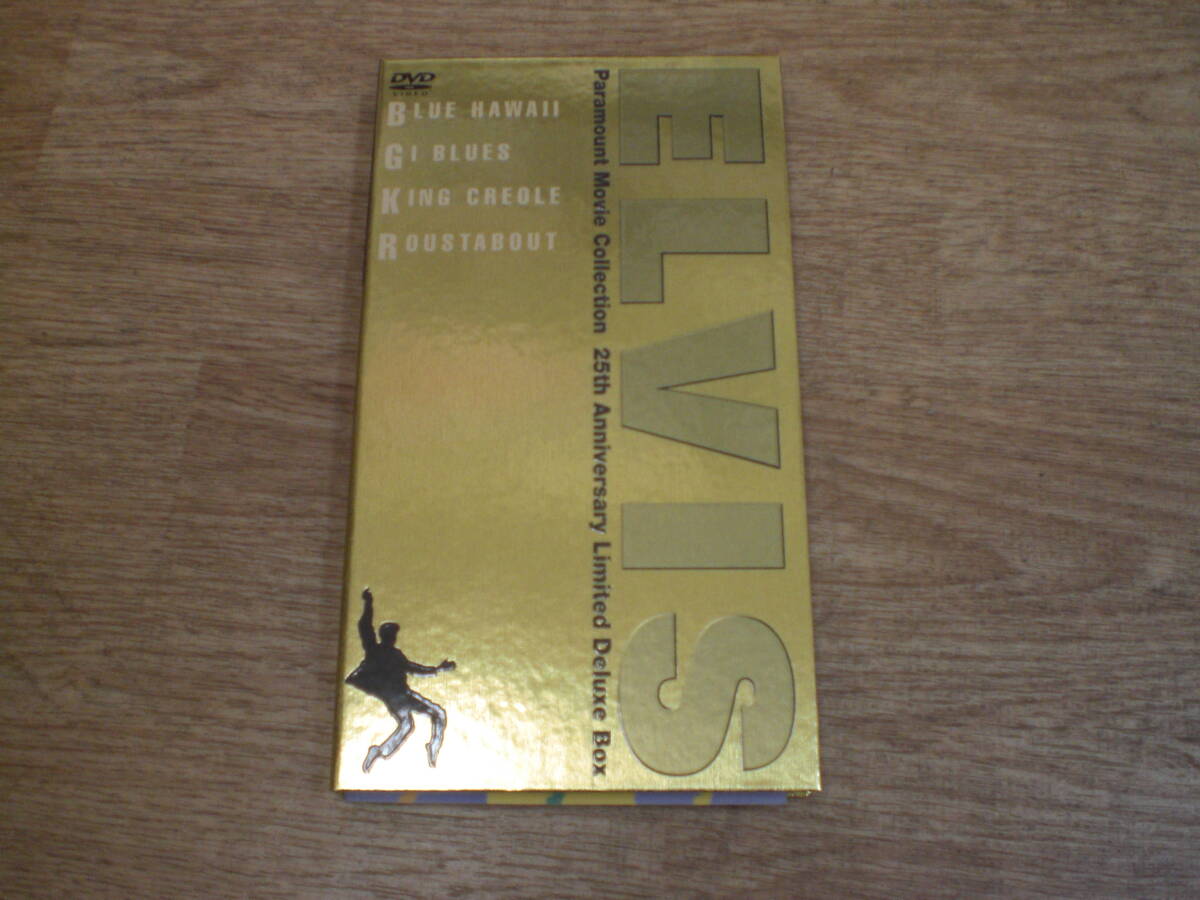 DVD
VIDEO
BLUE HAWAII
GI BLUES
KING CREOLE
ROUSTABOUT
Paramount Movie Collection 25th Anniversary Limited Deluxe Box
ELVIS